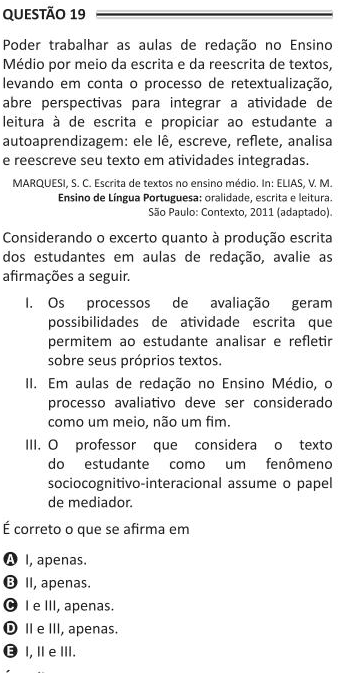 QUESTÃO 19
Poder trabalhar as aulas de redação no Ensino
Médio por meio da escrita e da reescrita de textos,
levando em conta o processo de retextualização,
abre perspectivas para integrar a atividade de
leitura à de escrita e propiciar ao estudante a
autoaprendizagem: ele lê, escreve, reflete, analisa
e reescreve seu texto em atividades integradas.
MARQUESI, S. C. Escrita de textos no ensino médio. In: ELIAS, V. M.
Ensino de Língua Portuguesa: oralidade, escrita e leitura.
São Paulo: Contexto, 2011 (adaptado).
Considerando o excerto quanto à produção escrita
dos estudantes em aulas de redação, avalie as
afirmações a seguir.
I. Os processos de avaliação geram
possibilidades de atividade escrita que
permitem ao estudante analisar e refletir
sobre seus próprios textos.
II. Em aulas de redação no Ensino Médio, o
processo avaliativo deve ser considerado
como um meio, não um fim.
III. O professor que considera o texto
do estudante como um fenômeno
sociocognitivo-interacional assume o papel
de mediador.
É correto o que se afirma em
A I, apenas.
B II, apenas.
C I e III, apenas.
D II e III, apenas.
E I, II e III.